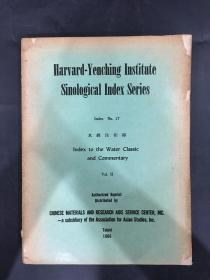 Harvard-Yenching Institute
Sinological Index Series
Index No. 17
水經注引得
Index to the Water Classic
and Commentary
Vol. II
Authorized Reprint
Distributed by
CHINESE MATERIALS AND RESEARCH AIDS SERVICE CENTER, INC.
—A subsidiary of the Association for Asian Studies, Inc.
Taipei
1966